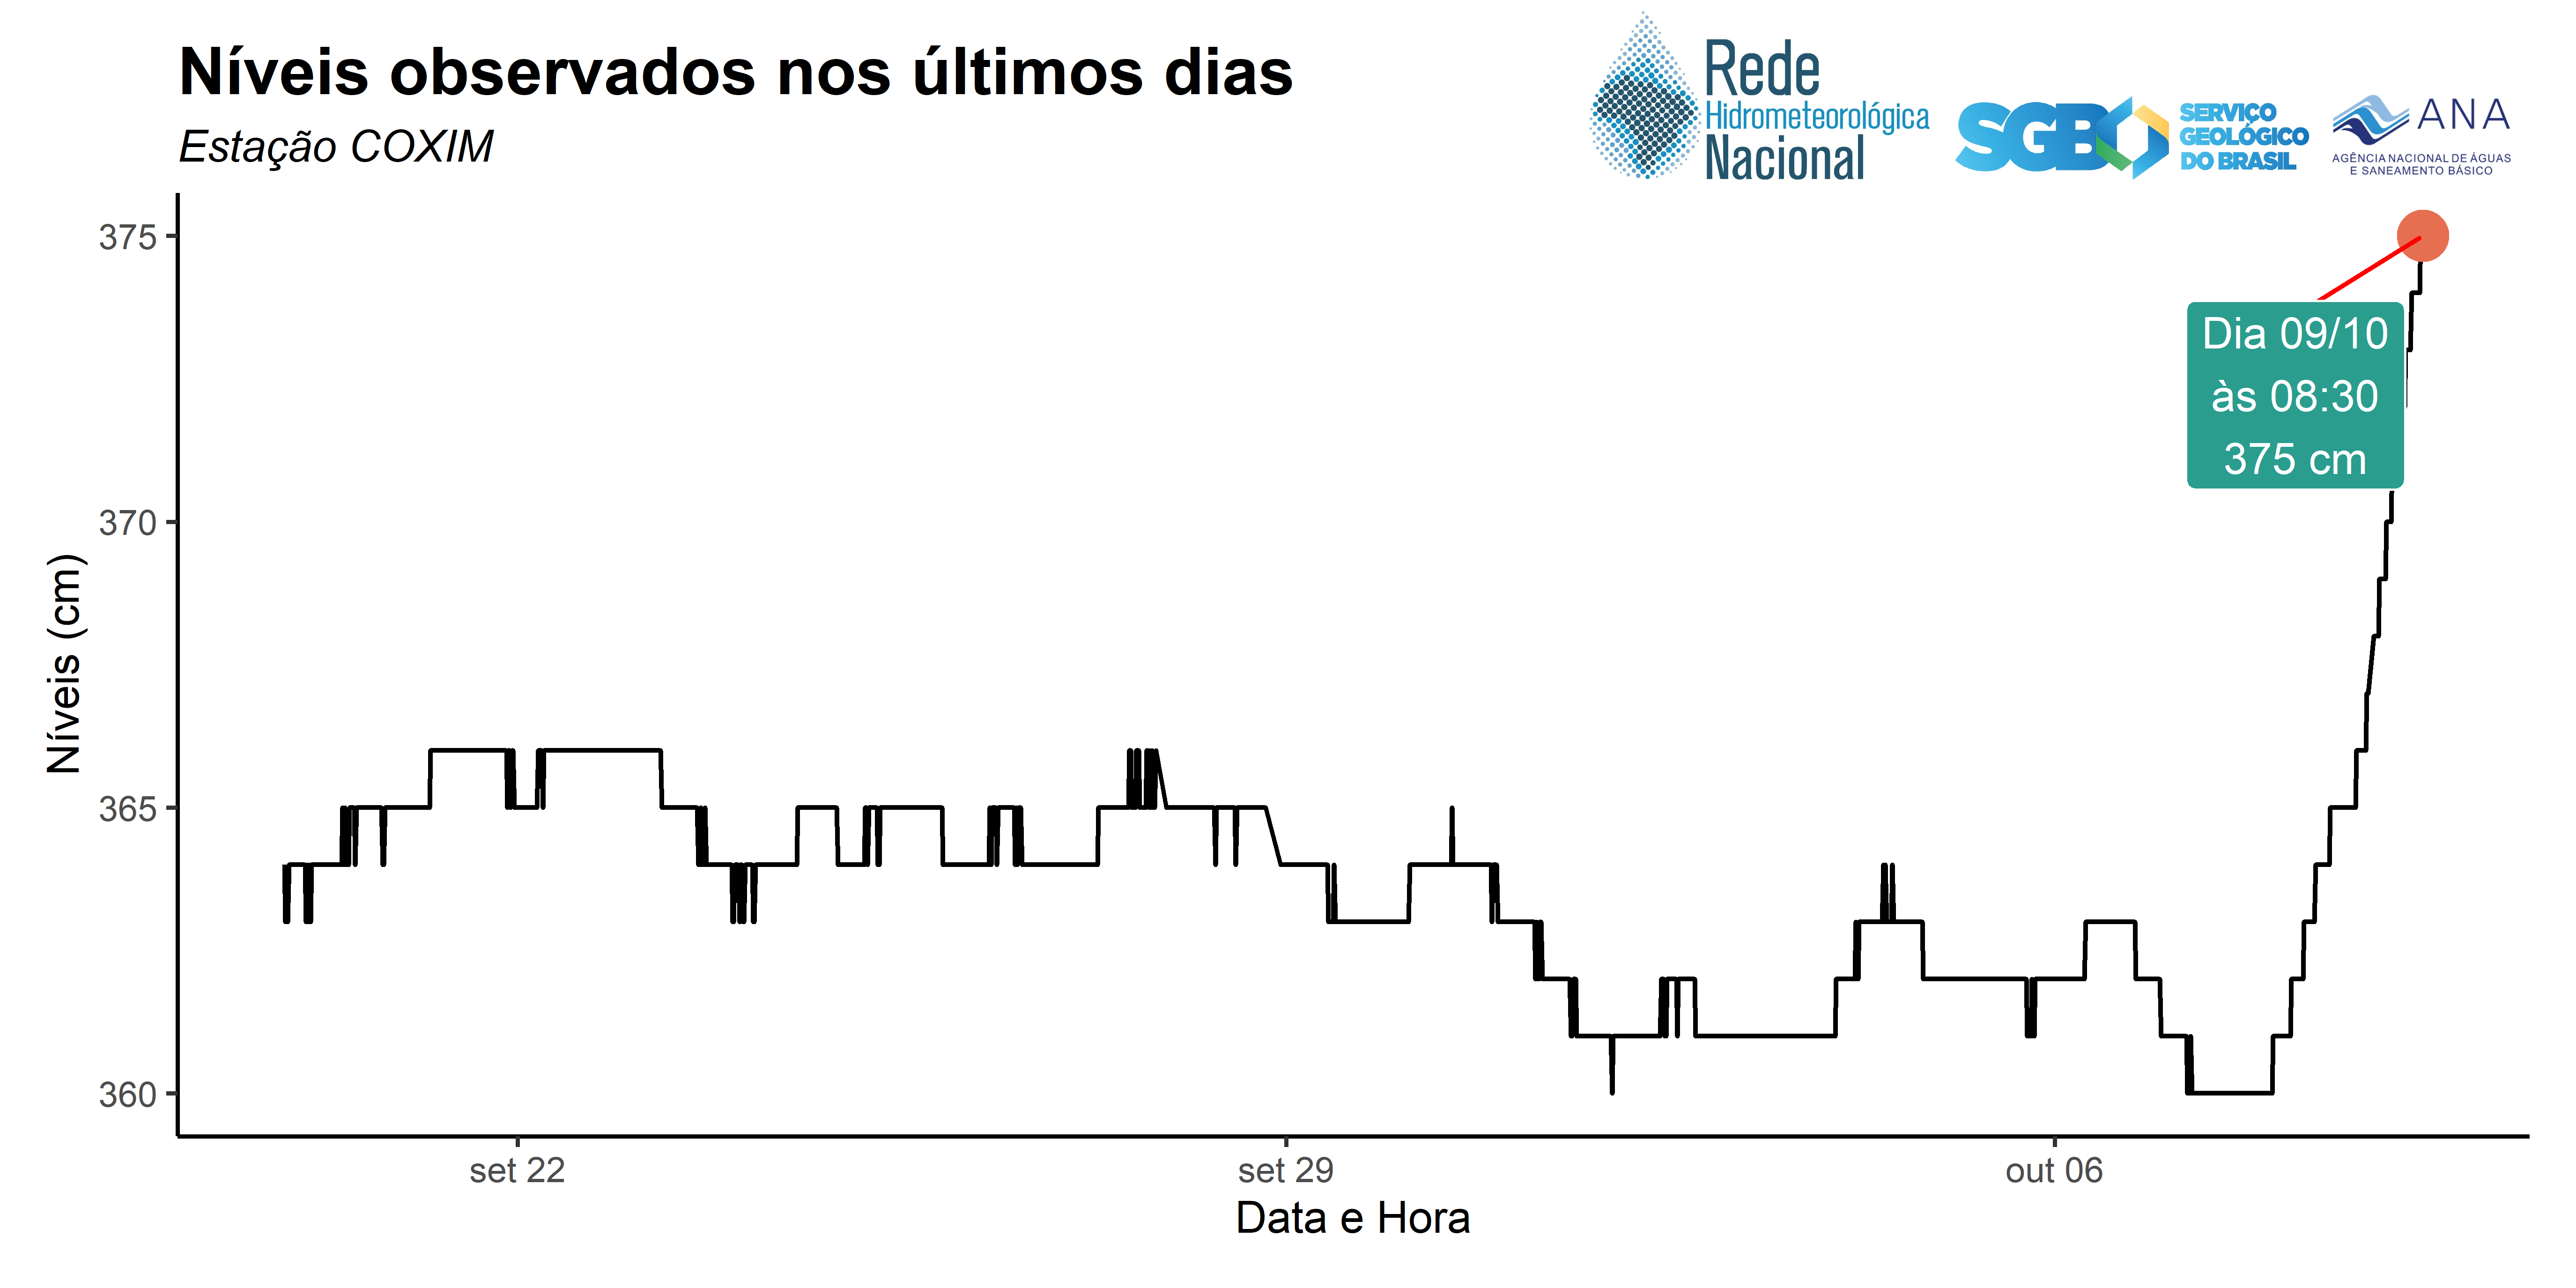 Níveis observados nos últimos dias
Estação COXIM
Rede
Hidrometeorológica
Nacional
SGB
SERVIÇO
GEOLÓGICO
DO BRASIL
ANA
AGÊNCIA NACIONAL DE ÁGUAS
E SANEAMENTO BÁSICO
375
370
365
360
Níveis (cm)
Dia 09/10
às 08:30
375 cm
set 22
set 29
out 06
Data e Hora